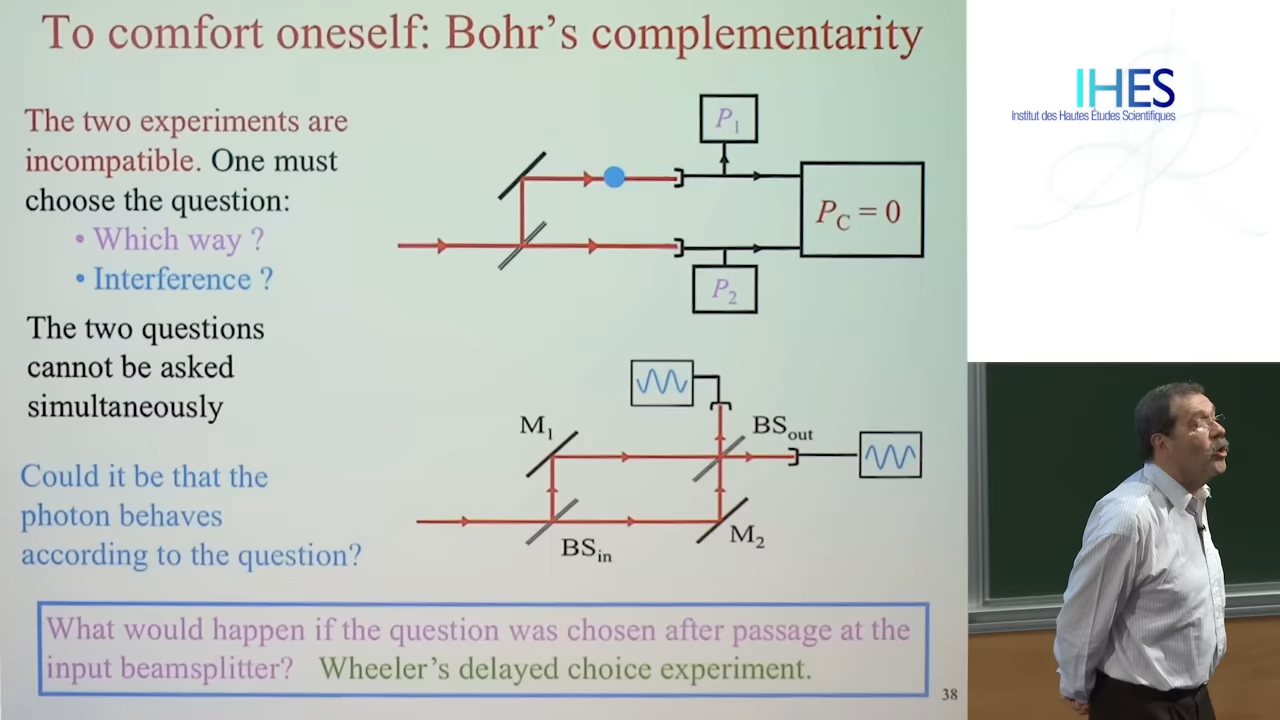 To comfort oneself: Bohr's complementarity
The two experiments are
incompatible. One must
choose the question:
• Which way ?
• Interference ?
The two questions
cannot be asked
simultaneously
Could it be that the
photon behaves
according to the question?
P1
PC = 0
P2
M1
BSout
BSin
M2
What would happen if the question was chosen after passage at the
input beamsplitter? Wheeler's delayed choice experiment.
38
IHES
Institut des Hautes Études Scientifiques